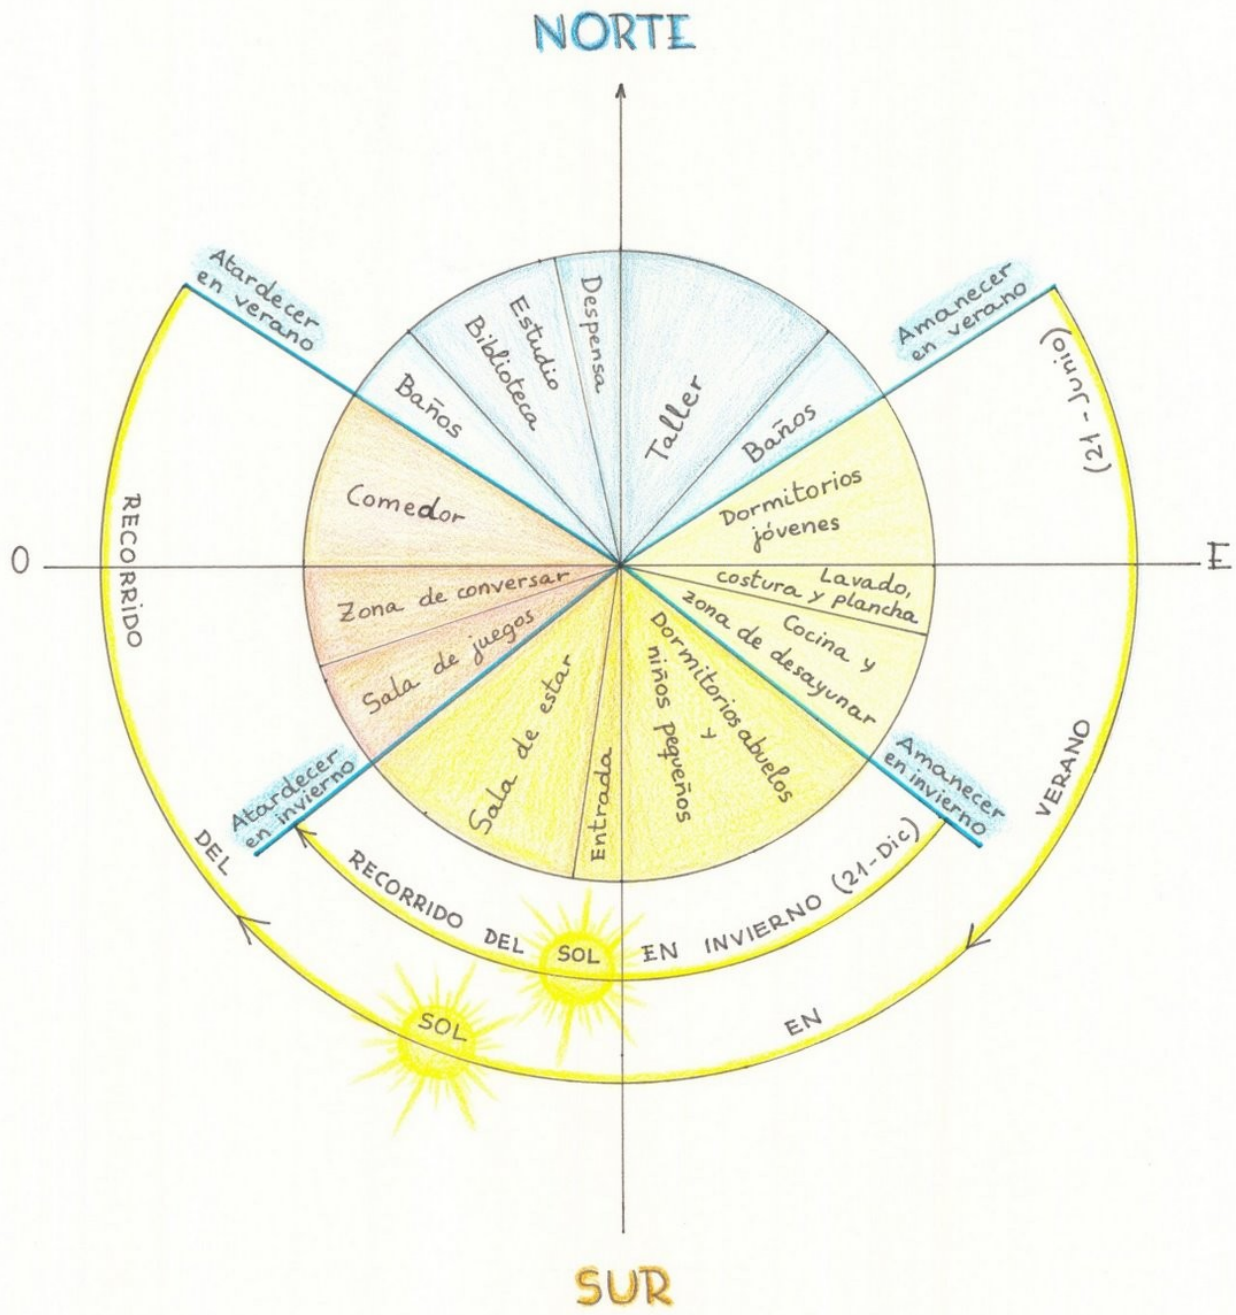 NORTE
Atardecer
en verano
Amanecer
en verano
(21-Junio)
Despensa
Estudio
Biblioteca
Baños
Taller
Baños
Comedor
Dormitorios
jóvenes
O
E
Zona de conversar
Lavado,
costura y plancha
Sala de juegos
Cocina y
zona de desayunar
Sala de estar
Entrada
Dormitorios abuelos
y
niños pequeños
Atardecer
en invierno
Amanecer
en invierno
RECORRIDO DEL SOL EN INVIERNO (21-Dic)
RECORRIDO DEL SOL EN VERANO
SUR